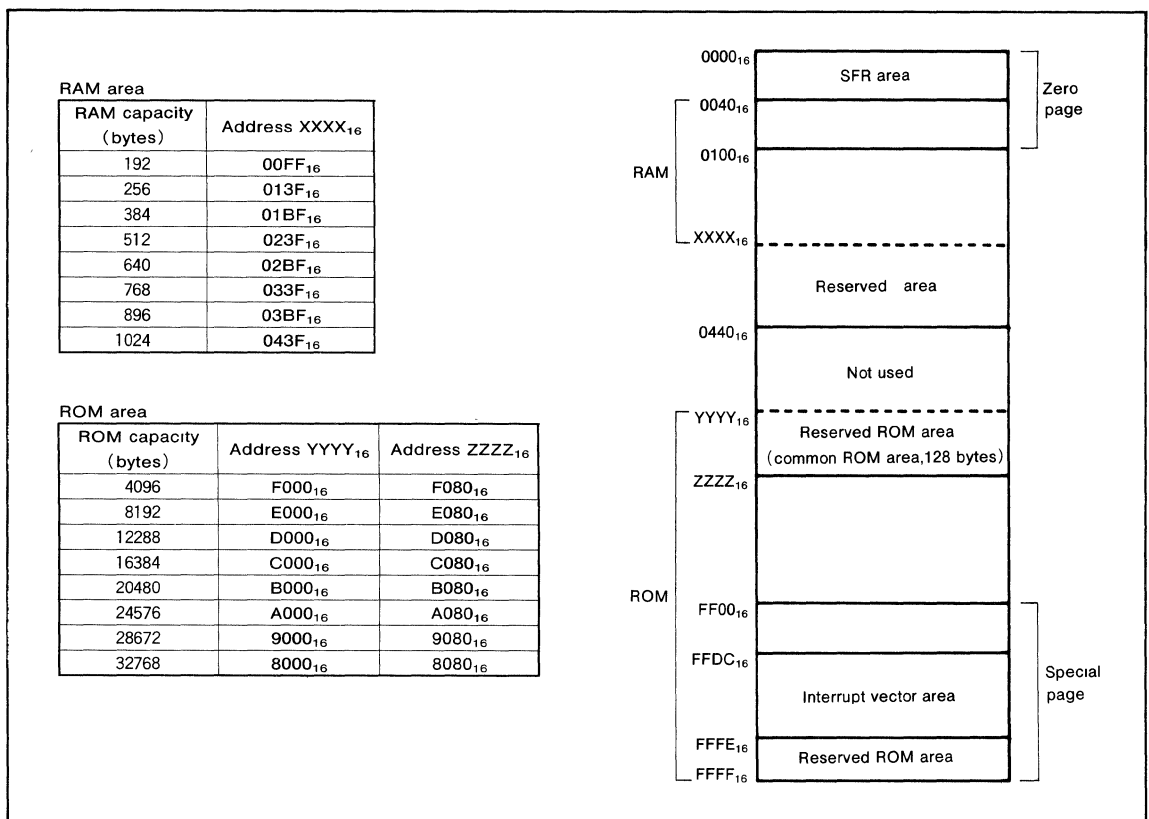 RAM area
RAM capacity (bytes) Address XXXX₁₆
192 00FF₁₆
256 013F₁₆
384 01BF₁₆
512 023F₁₆
640 02BF₁₆
768 033F₁₆
896 03BF₁₆
1024 043F₁₆
ROM area
ROM capacity (bytes) Address YYYY₁₆ Address ZZZZ₁₆
4096 F000₁₆ F080₁₆
8192 E000₁₆ E080₁₆
12288 D000₁₆ D080₁₆
16384 C000₁₆ C080₁₆
20480 B000₁₆ B080₁₆
24576 A000₁₆ A080₁₆
28672 9000₁₆ 9080₁₆
32768 8000₁₆ 8080₁₆
0000₁₆
SFR area
Zero page
0040₁₆
RAM
0100₁₆
XXXX₁₆
Reserved area
0440₁₆
Not used
YYYY₁₆
Reserved ROM area
(common ROM area,128 bytes)
ZZZZ₁₆
ROM
FF00₁₆
FFDC₁₆
Special page
Interrupt vector area
FFFE₁₆
Reserved ROM area
FFFF₁₆